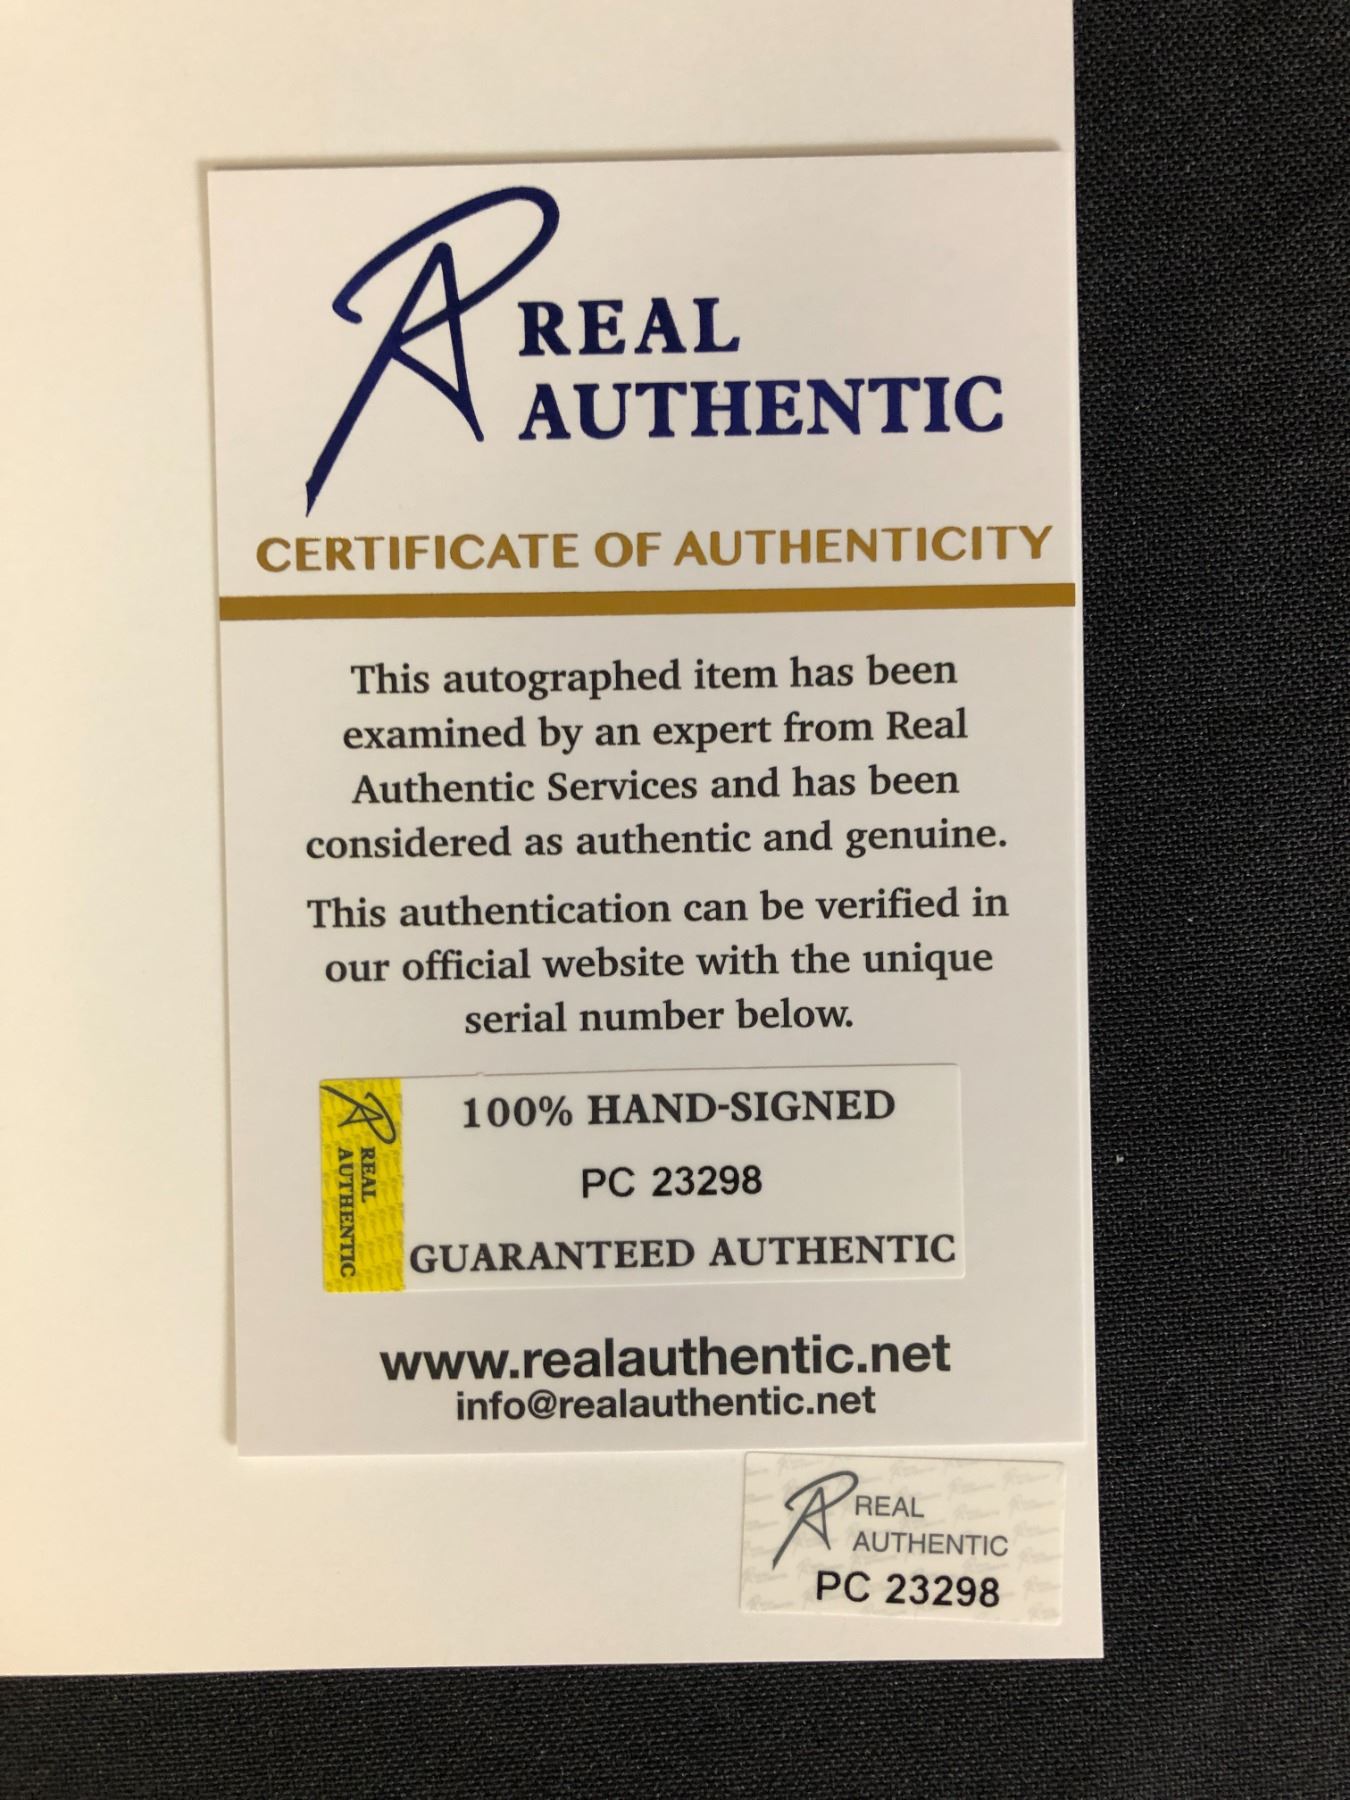 RA REAL
AUTHENTIC
CERTIFICATE OF AUTHENTICITY
This autographed item has been
examined by an expert from Real
Authentic Services and has been
considered as authentic and genuine.
This authentication can be verified in
our official website with the unique
serial number below.
RA REAL
AUTHENTIC
100% HAND-SIGNED
PC 23298
GUARANTEED AUTHENTIC
www.realauthentic.net
info@realauthentic.net
RA REAL
AUTHENTIC
PC 23298